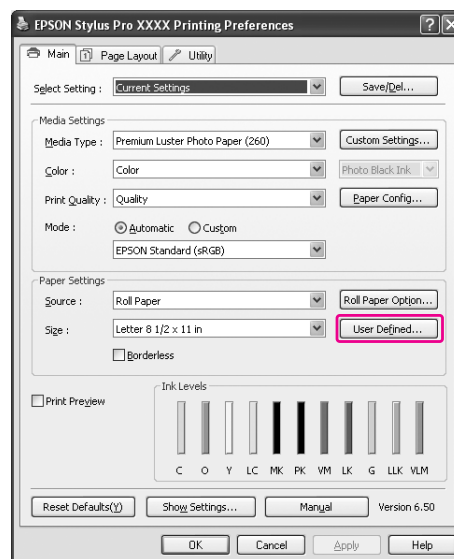 EPSON Stylus Pro XXXX Printing Preferences
Main Page Layout Utility
Select Setting : Current Settings Save/Del...
Media Settings
Media Type : Premium Luster Photo Paper (260) Custom Settings...
Color : Color Photo Black Ink
Print Quality : Quality Paper Config...
Mode : Automatic Custom
EPSON Standard (sRGB)
Paper Settings
Source : Roll Paper Roll Paper Option...
Size : Letter 8 1/2 x 11 in User Defined...
Borderless
Print Preview
Ink Levels
C O Y LC MK PK VM LK G LLK VLM
Reset Defaults(Y) Show Settings... Manual Version 6.50
OK Cancel Apply Help